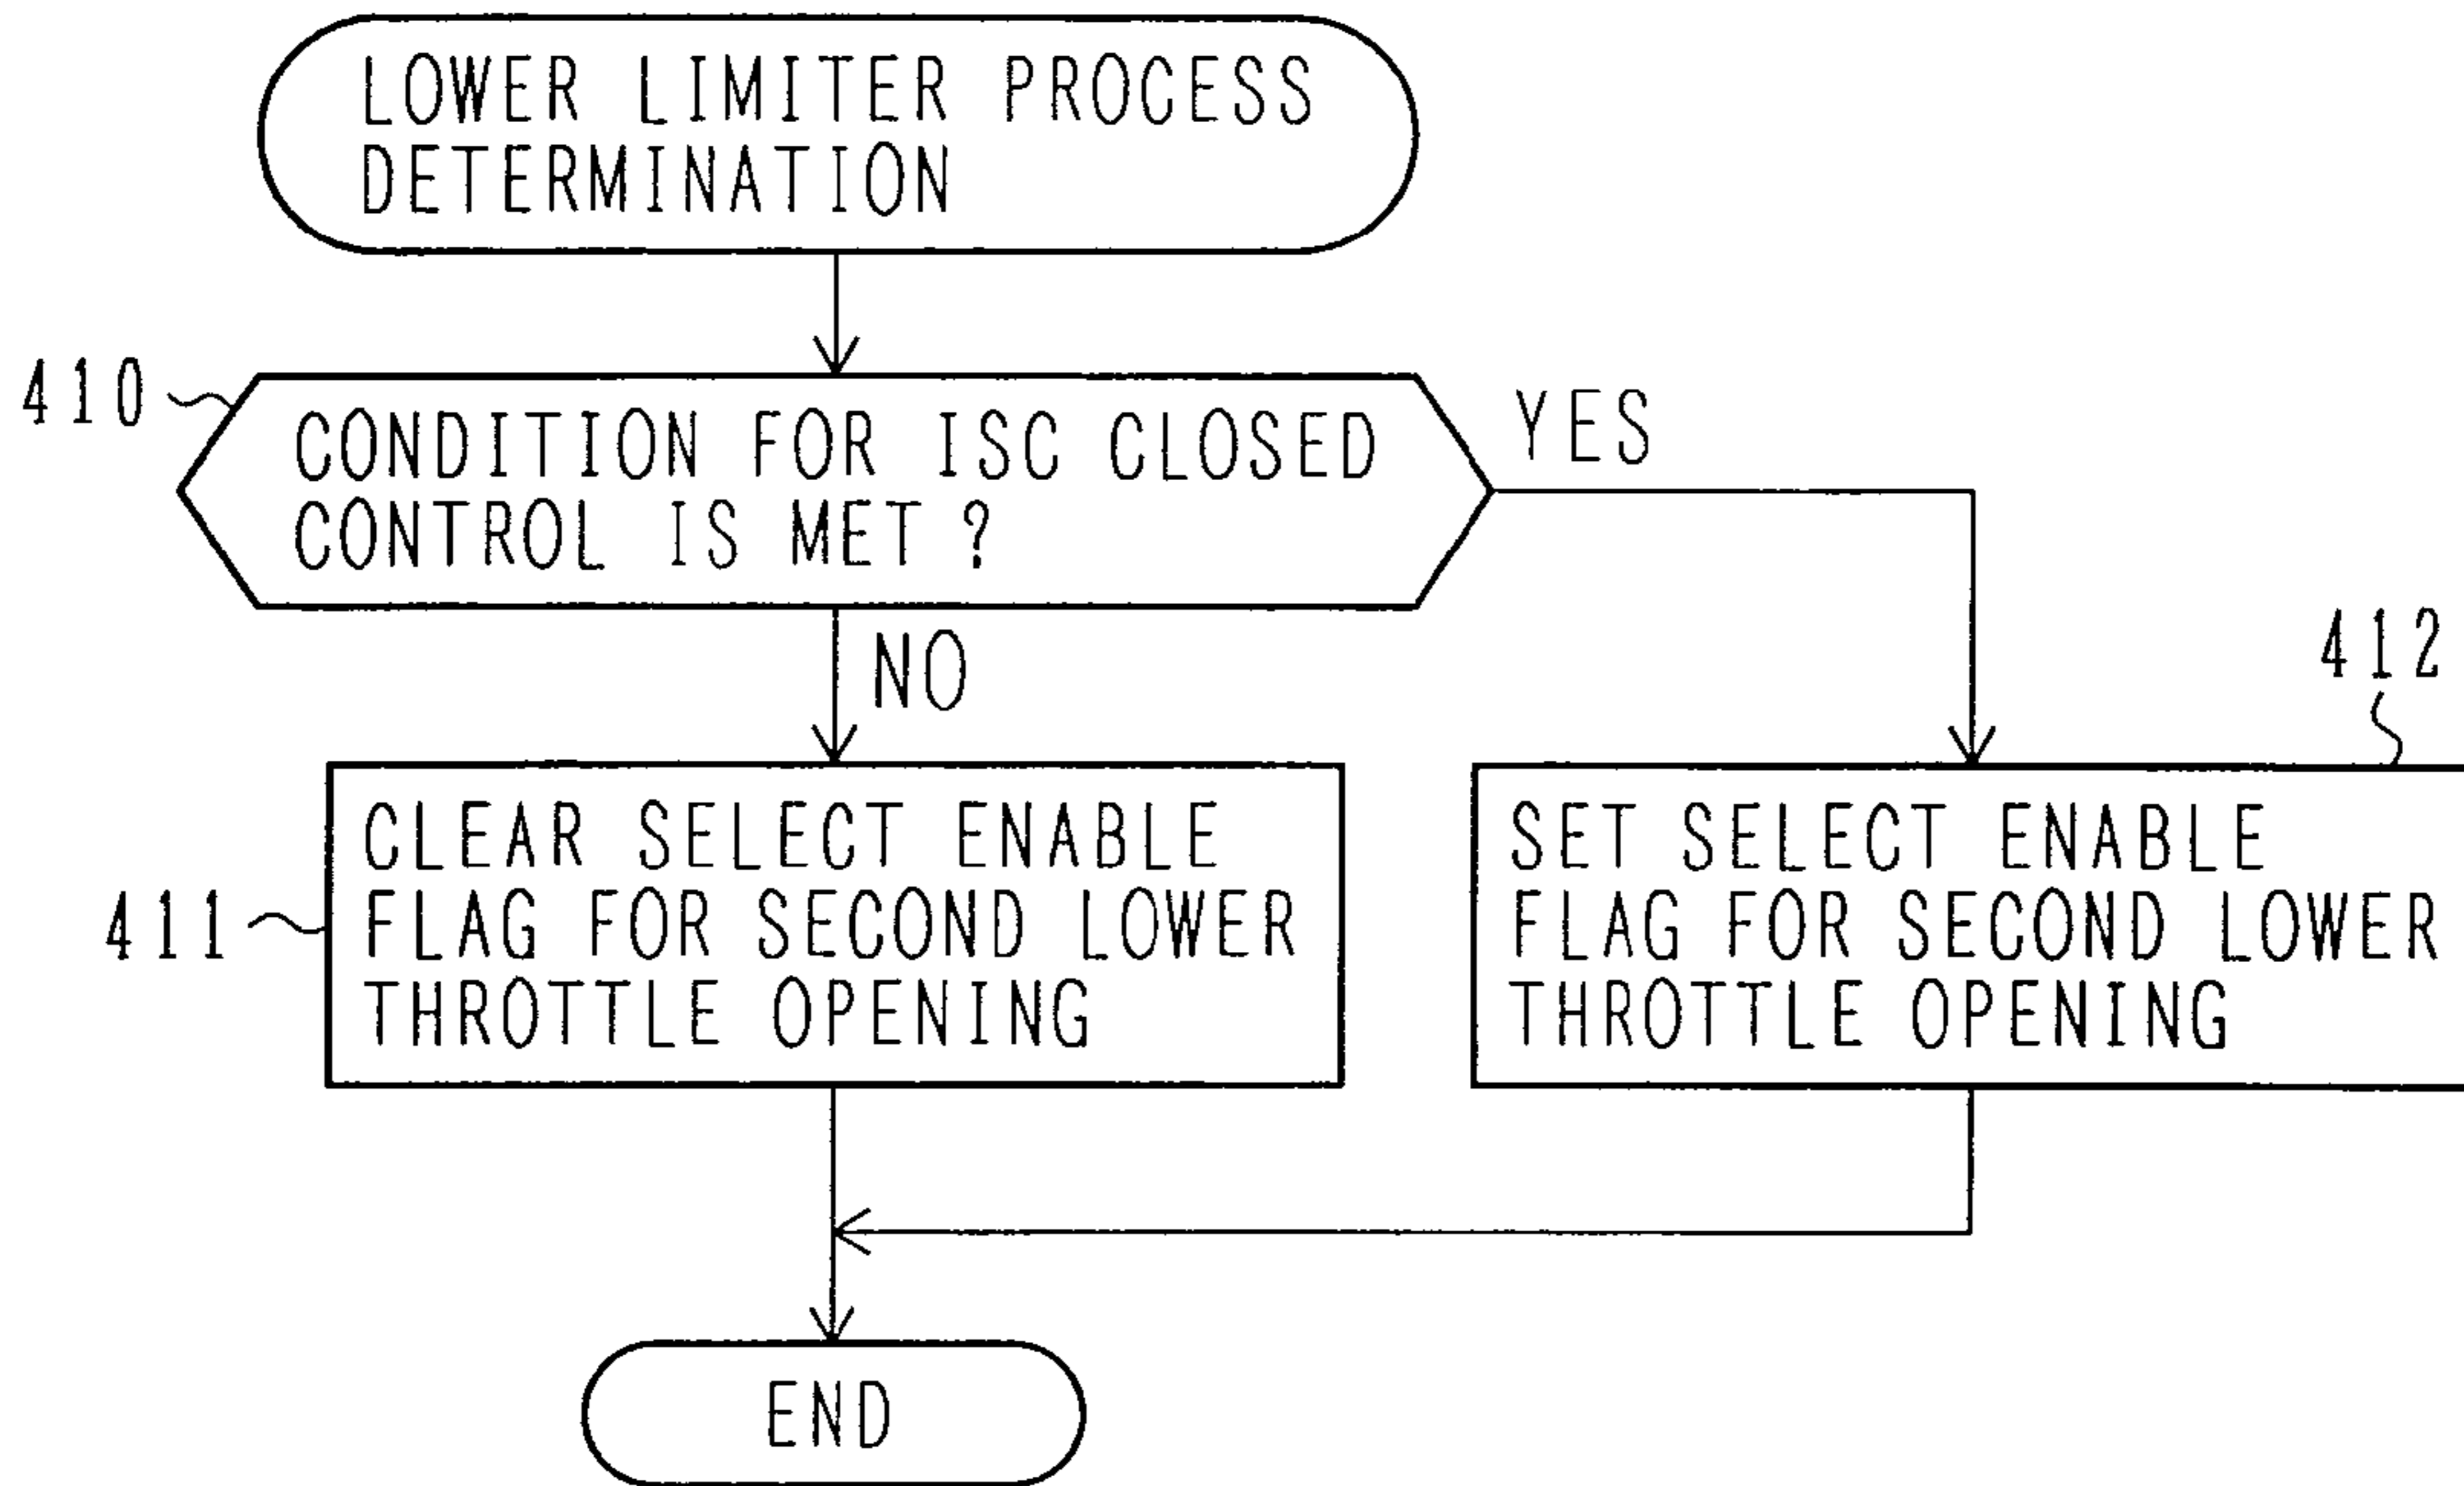 LOWER LIMITER PROCESS
DETERMINATION
410
CONDITION FOR ISC CLOSED
CONTROL IS MET ?
YES
NO
412
411
CLEAR SELECT ENABLE
FLAG FOR SECOND LOWER
THROTTLE OPENING
SET SELECT ENABLE
FLAG FOR SECOND LOWER
THROTTLE OPENING
END